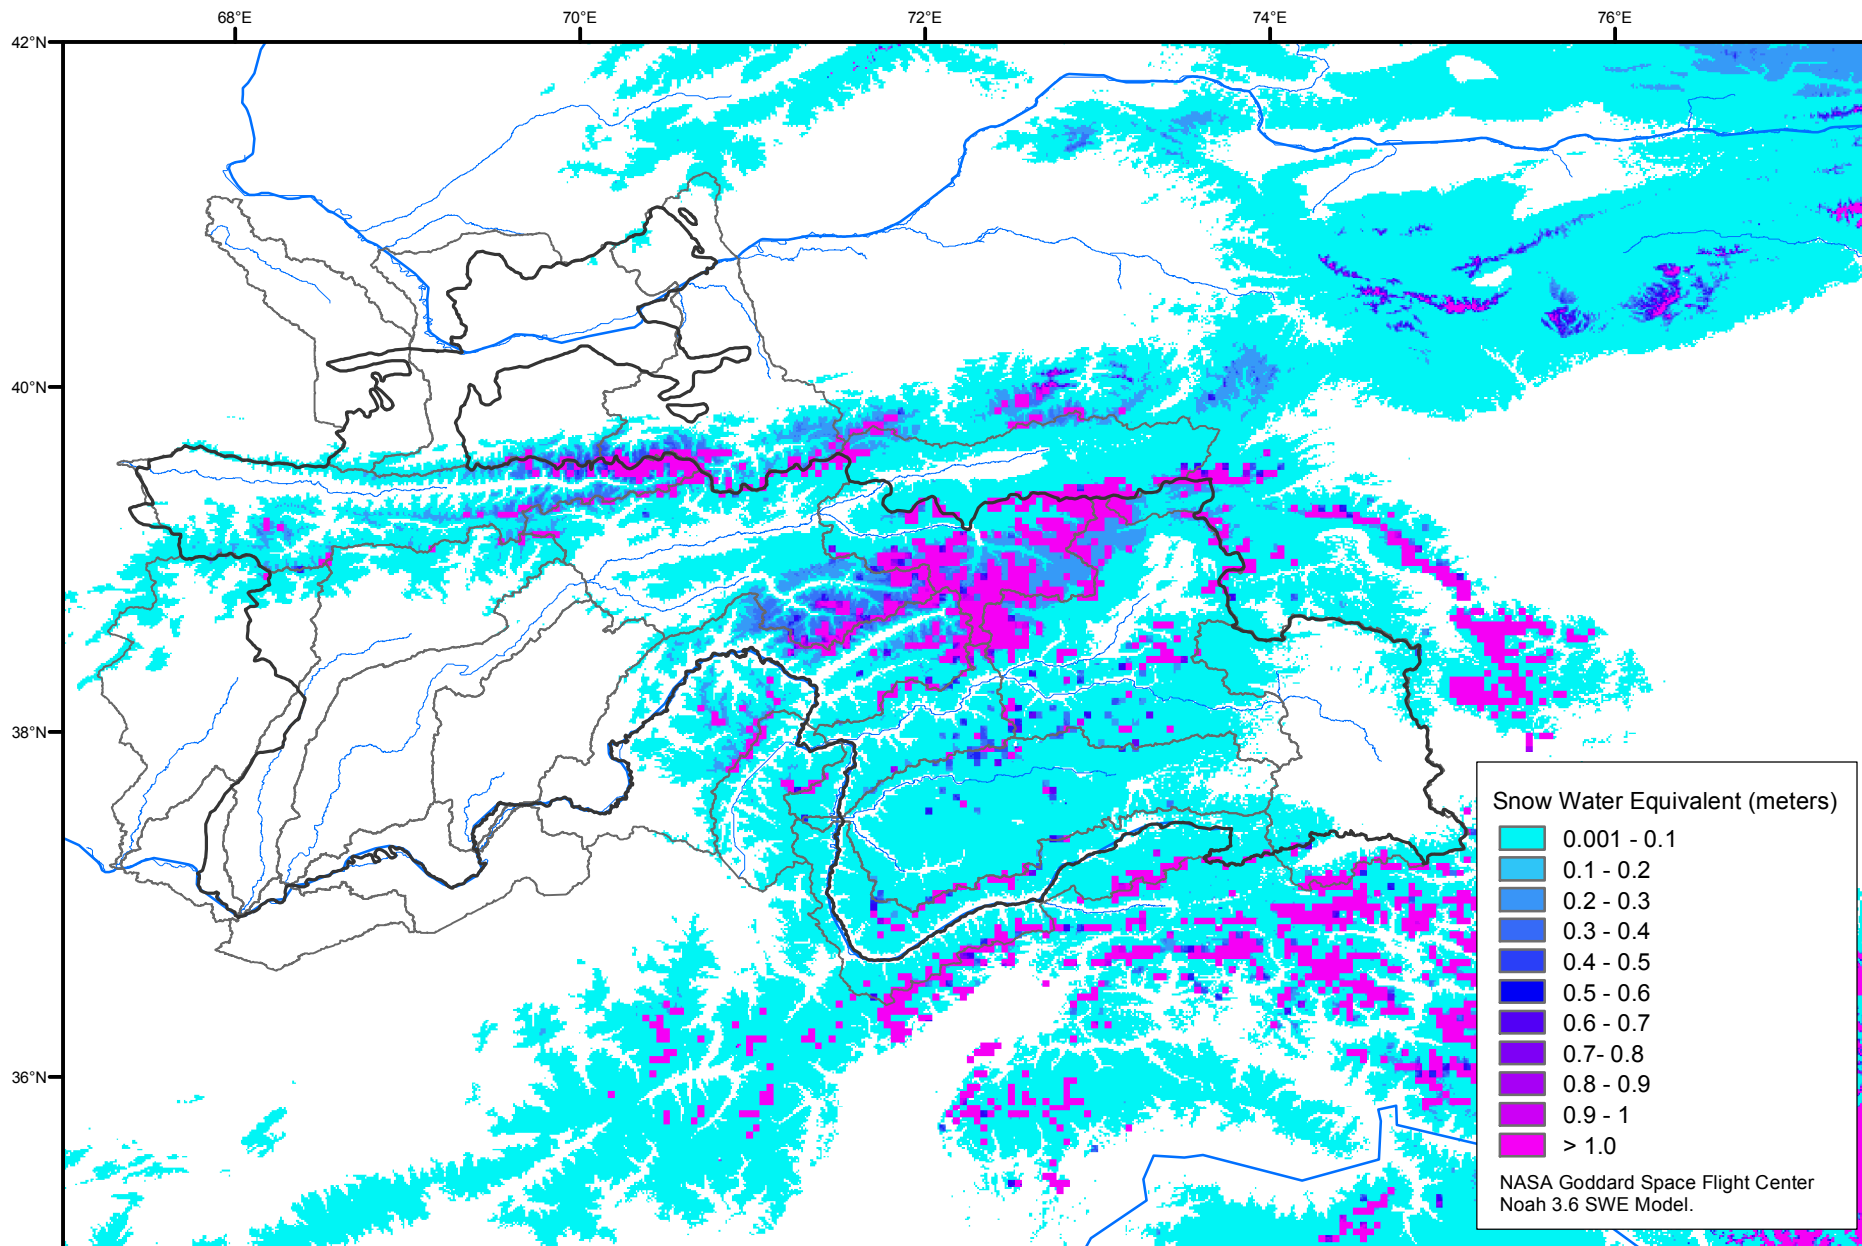 68°E
70°E
72°E
74°E
76°E
42°N
40°N
38°N
36°N
Snow Water Equivalent (meters)
0.001 - 0.1
0.1 - 0.2
0.2 - 0.3
0.3 - 0.4
0.4 - 0.5
0.5 - 0.6
0.6 - 0.7
0.7- 0.8
0.8 - 0.9
0.9 - 1
> 1.0
NASA Goddard Space Flight Center
Noah 3.6 SWE Model.